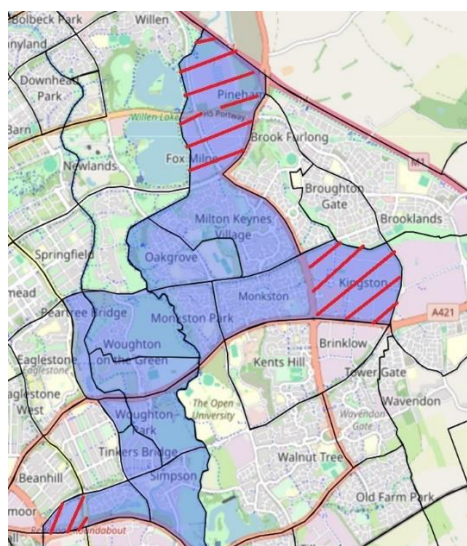 Bolbeck Park
Willen
Downhead
Park
Pineham
H5 Portway
Willen Lake
Barn
Brook Furlong
M1
Newlands
Fox Milne
Broughton
Gate
Milton Keynes
Village
Brooklands
Springfield
Oakgrove
Kingston
Monkston
Peartree Bridge
Monkston Park
A421
Woughton
on the Green
Brinklow
Eaglestone
Eaglestone
West
Kents Hill
Tower Gate
The Open
University
Wavendon
Woughton
Park
Wavendon
Gate
Tinkers Bridge
Walnut Tree
Beanhill
Simpson
Old Farm Park